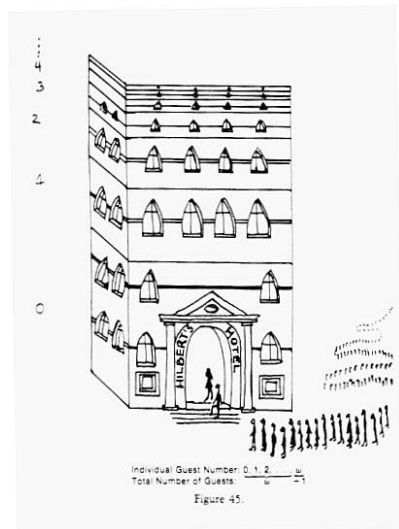 ⋮
4
3
2
4
0
HILBERT'S HOTEL
Individual Guest Number: 0, 1, 2, . . . ω
Total Number of Guests: ω
Figure 45.